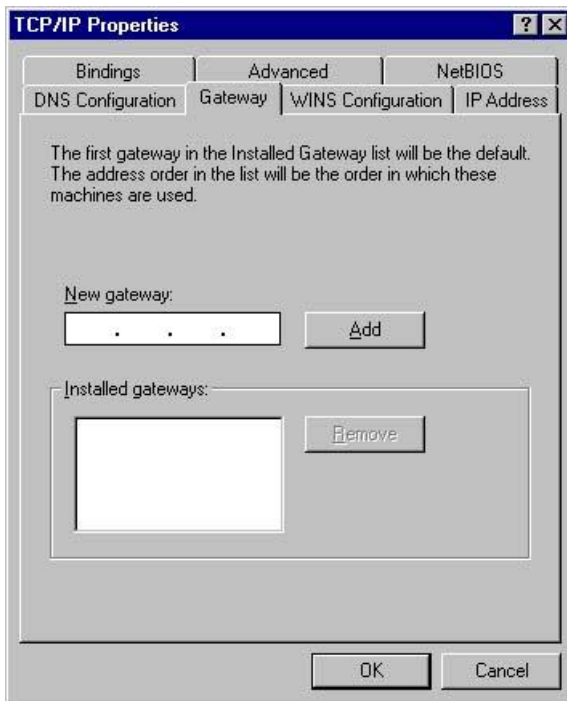 TCP/IP Properties
Bindings Advanced NetBIOS
DNS Configuration Gateway WINS Configuration IP Address
The first gateway in the Installed Gateway list will be the default.
The address order in the list will be the order in which these
machines are used.
New gateway:
. . .
Add
Installed gateways:
Remove
OK Cancel